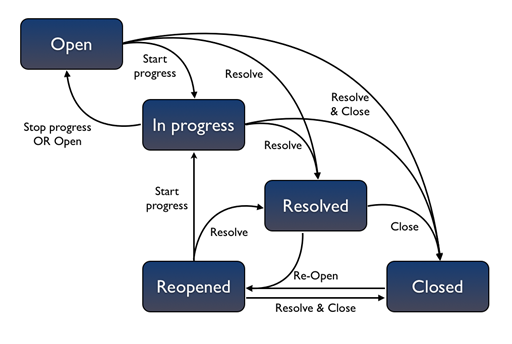 Open
Start
progress
Resolve
Resolve
& Close
In progress
Stop progress
OR Open
Resolve
Start
progress
Resolved
Resolve
Close
Re-Open
Reopened
Closed
Resolve & Close